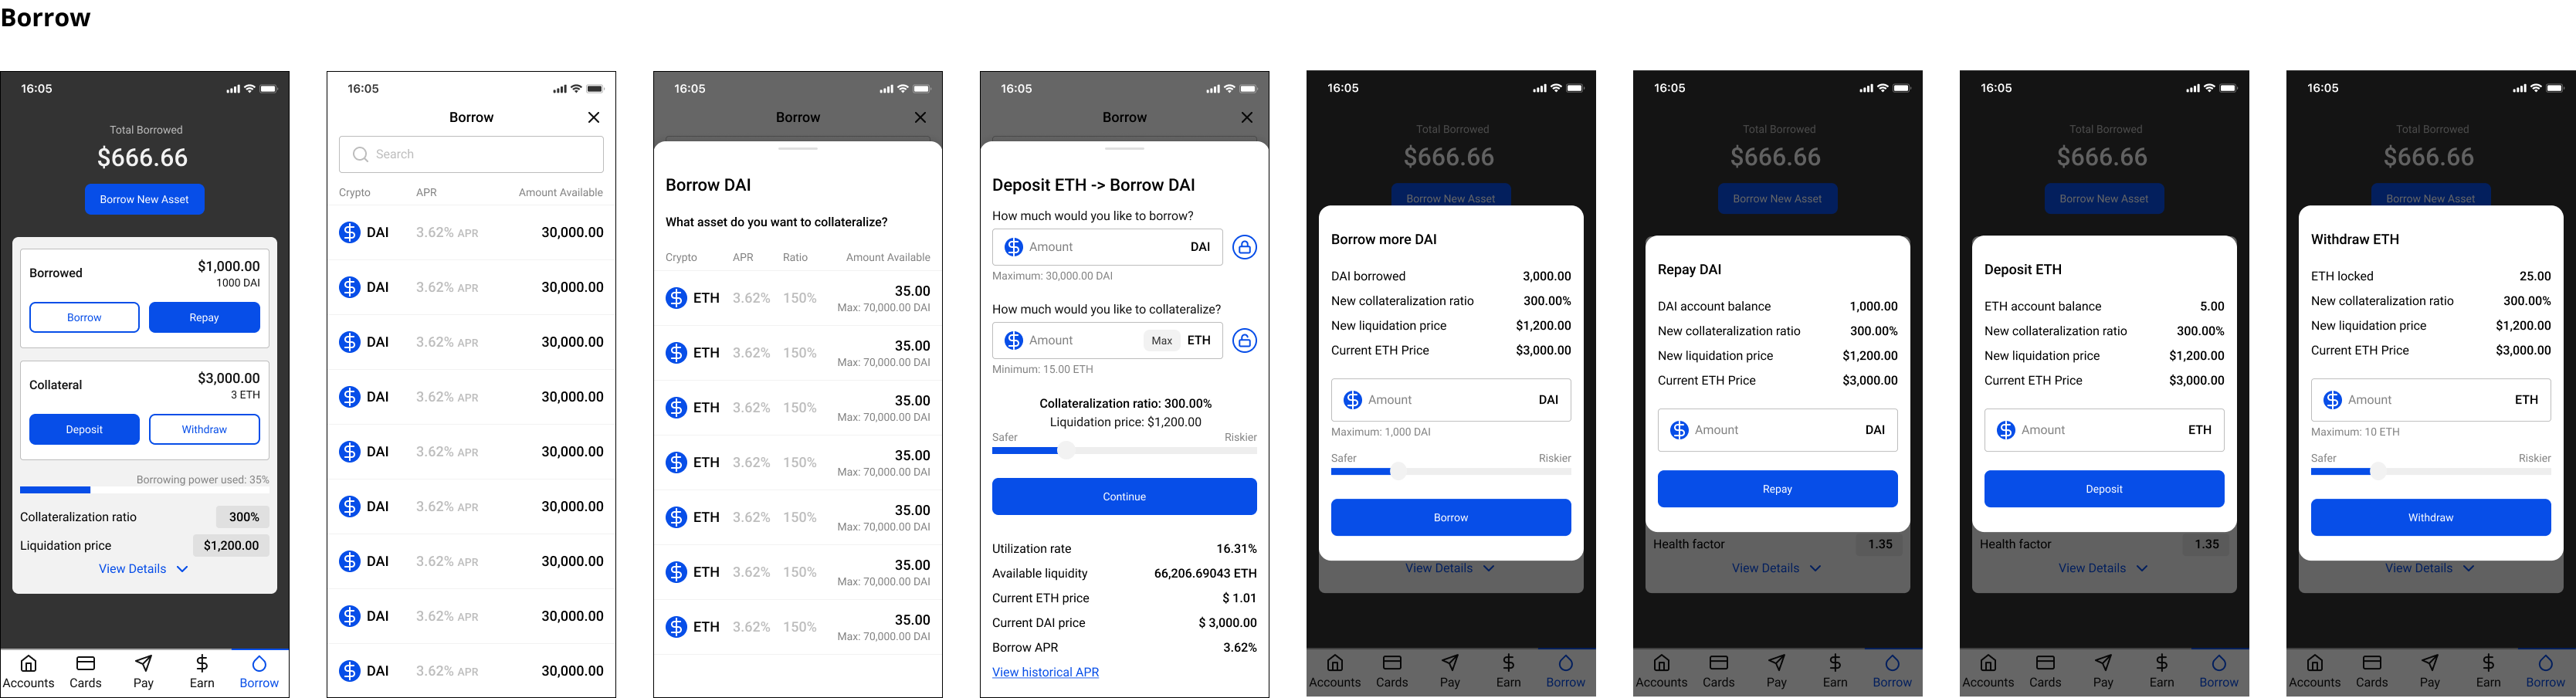 Borrow
16:05
Total Borrowed
$666.66
Borrow New Asset
Borrowed $1,000.00
1000 DAI
Borrow Repay
Collateral $3,000.00
3 ETH
Deposit Withdraw
Borrowing power used: 35%
Collateralization ratio 300%
Liquidation price $1,200.00
View Details
Accounts Cards Pay Earn Borrow
16:05
Borrow
Search
Crypto APR Amount Available
DAI 3.62% APR 30,000.00
DAI 3.62% APR 30,000.00
DAI 3.62% APR 30,000.00
DAI 3.62% APR 30,000.00
DAI 3.62% APR 30,000.00
DAI 3.62% APR 30,000.00
DAI 3.62% APR 30,000.00
DAI 3.62% APR 30,000.00
DAI 3.62% APR 30,000.00
16:05
Borrow
Borrow DAI
What asset do you want to collateralize?
Crypto APR Ratio Amount Available
ETH 3.62% 150% 35.00
Max: 70,000.00 DAI
ETH 3.62% 150% 35.00
Max: 70,000.00 DAI
ETH 3.62% 150% 35.00
Max: 70,000.00 DAI
ETH 3.62% 150% 35.00
Max: 70,000.00 DAI
ETH 3.62% 150% 35.00
Max: 70,000.00 DAI
ETH 3.62% 150% 35.00
Max: 70,000.00 DAI
ETH 3.62% 150% 35.00
Max: 70,000.00 DAI
16:05
Borrow
Deposit ETH -> Borrow DAI
How much would you like to borrow?
Amount DAI
Maximum: 30,000.00 DAI
How much would you like to collateralize?
Amount Max ETH
Minimum: 15.00 ETH
Collateralization ratio: 300.00%
Liquidation price: $1,200.00
Safer Riskier
Continue
Utilization rate 16.31%
Available liquidity 66,206.69043 ETH
Current ETH price $ 1.01
Current DAI price $ 3,000.00
Borrow APR 3.62%
View historical APR
16:05
Total Borrowed
$666.66
Borrow New Asset
Borrow more DAI
DAI borrowed 3,000.00
New collateralization ratio 300.00%
New liquidation price $1,200.00
Current ETH Price $3,000.00
Amount DAI
Maximum: 1,000 DAI
Safer Riskier
Borrow
View Details
Accounts Cards Pay Earn Borrow
16:05
Total Borrowed
$666.66
Borrow New Asset
Repay DAI
DAI account balance 1,000.00
New collateralization ratio 300.00%
New liquidation price $1,200.00
Current ETH Price $3,000.00
Amount DAI
Repay
Health factor 1.35
View Details
Accounts Cards Pay Earn Borrow
16:05
Total Borrowed
$666.66
Borrow New Asset
Deposit ETH
ETH account balance 5.00
New collateralization ratio 300.00%
New liquidation price $1,200.00
Current ETH Price $3,000.00
Amount ETH
Deposit
Health factor 1.35
View Details
Accounts Cards Pay Earn Borrow
16:05
Total Borrowed
$666.66
Borrow New Asset
Withdraw ETH
ETH locked 25.00
New collateralization ratio 300.00%
New liquidation price $1,200.00
Current ETH Price $3,000.00
Amount ETH
Maximum: 10 ETH
Safer Riskier
Withdraw
View Details
Accounts Cards Pay Earn Borrow